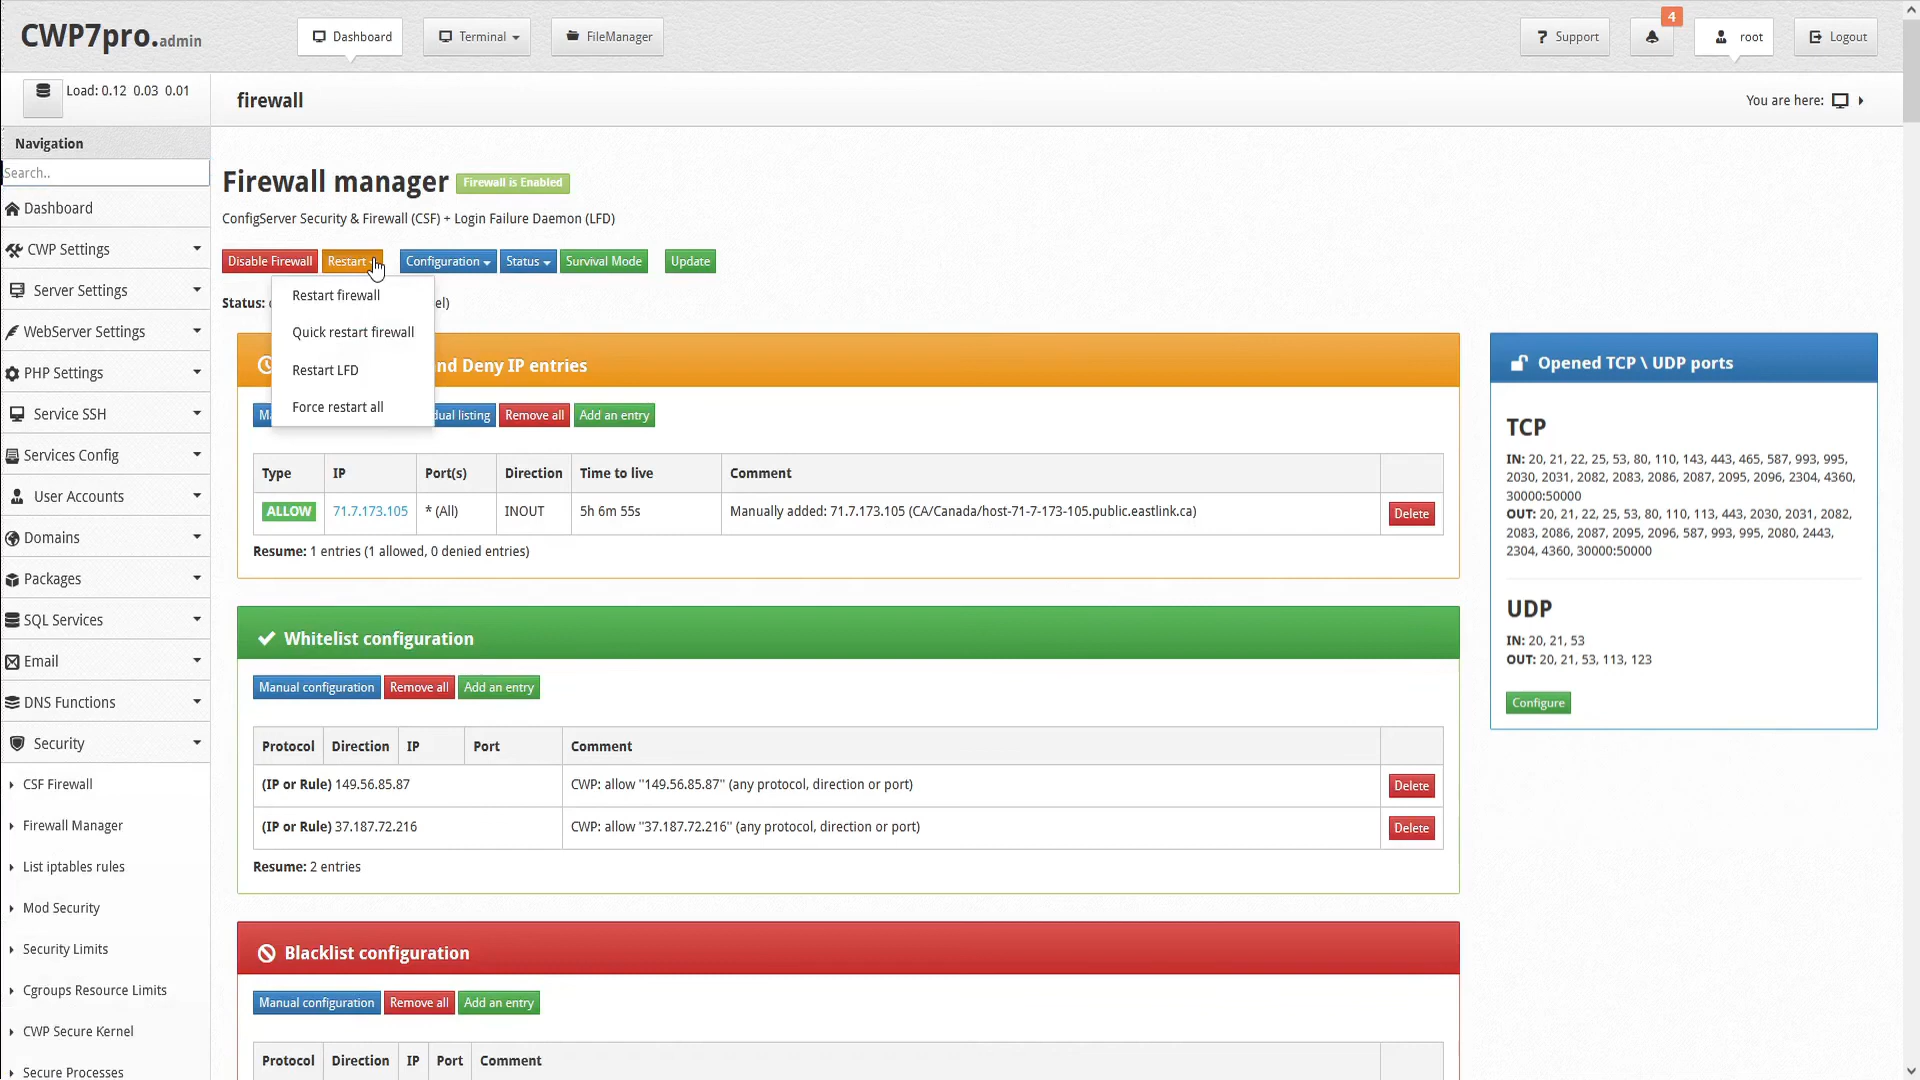 CWP7pro.admin
Dashboard
Terminal
FileManager
? Support
4
root
Logout
Load: 0.12 0.03 0.01
firewall
You are here:
Navigation
Search..
Dashboard
CWP Settings
Server Settings
WebServer Settings
PHP Settings
Service SSH
Services Config
User Accounts
Domains
Packages
SQL Services
Email
DNS Functions
Security
CSF Firewall
Firewall Manager
List iptables rules
Mod Security
Security Limits
Cgroups Resource Limits
CWP Secure Kernel
Secure Processes
Firewall manager Firewall is Enabled
ConfigServer Security & Firewall (CSF) + Login Failure Daemon (LFD)
Disable Firewall Restart Configuration Status Survival Mode Update
Restart firewall
Quick restart firewall
Restart LFD
Force restart all
Status: el)
nd Deny IP entries
Ma dual listing Remove all Add an entry
Type IP Port(s) Direction Time to live Comment
ALLOW 71.7.173.105 * (All) INOUT 5h 6m 55s Manually added: 71.7.173.105 (CA/Canada/host-71-7-173-105.public.eastlink.ca) Delete
Resume: 1 entries (1 allowed, 0 denied entries)
Whitelist configuration
Manual configuration Remove all Add an entry
Protocol Direction IP Port Comment
(IP or Rule) 149.56.85.87 CWP: allow "149.56.85.87" (any protocol, direction or port) Delete
(IP or Rule) 37.187.72.216 CWP: allow "37.187.72.216" (any protocol, direction or port) Delete
Resume: 2 entries
Blacklist configuration
Manual configuration Remove all Add an entry
Protocol Direction IP Port Comment
Opened TCP \ UDP ports
TCP
IN: 20, 21, 22, 25, 53, 80, 110, 143, 443, 465, 587, 993, 995,
2030, 2031, 2082, 2083, 2086, 2087, 2095, 2096, 2304, 4360,
30000:50000
OUT: 20, 21, 22, 25, 53, 80, 110, 113, 443, 2030, 2031, 2082,
2083, 2086, 2087, 2095, 2096, 587, 993, 995, 2080, 2443,
2304, 4360, 30000:50000
UDP
IN: 20, 21, 53
OUT: 20, 21, 53, 113, 123
Configure